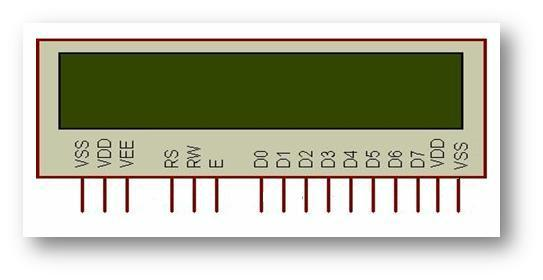 VSS VDD VEE RS RW E D0 D1 D2 D3 D4 D5 D6 D7 VDD VSS